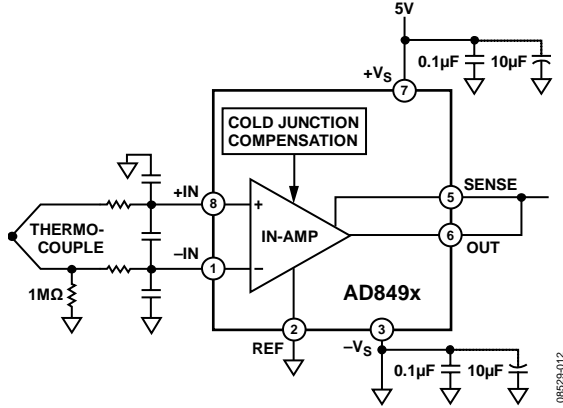 5V
0.1µF
10µF
+VS
7
COLD JUNCTION
COMPENSATION
+IN
8
+
5
SENSE
THERMO-
COUPLE
IN-AMP
–IN
1
–
6
OUT
1MΩ
AD849x
2
3
REF
–VS
0.1µF
10µF
08529-012